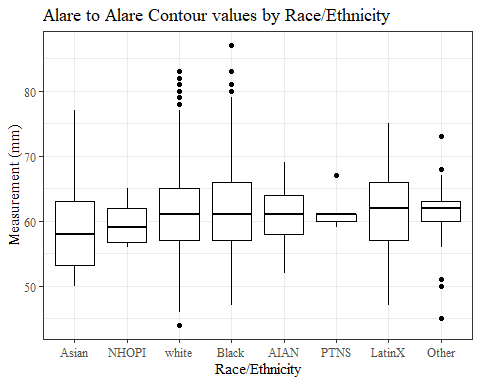 Alare to Alare Contour values by Race/Ethnicity
Measurement (mm)
80
70
60
50
Asian NHOPI white Black AIAN PTNS LatinX Other
Race/Ethnicity